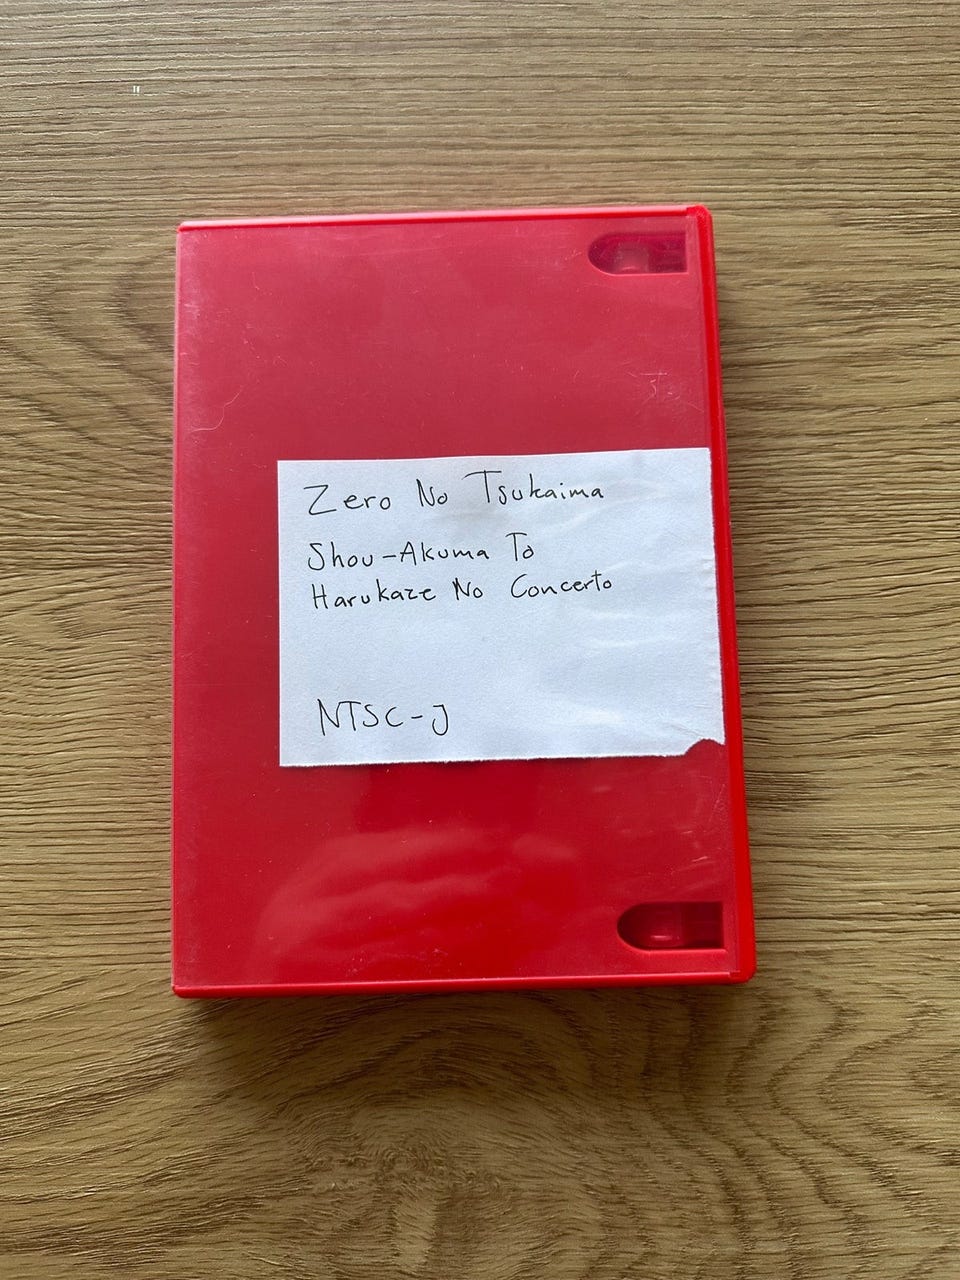 Zero No Tsukaima
Shou-Akuma To
Harukaze No Concerto
NTSC-J